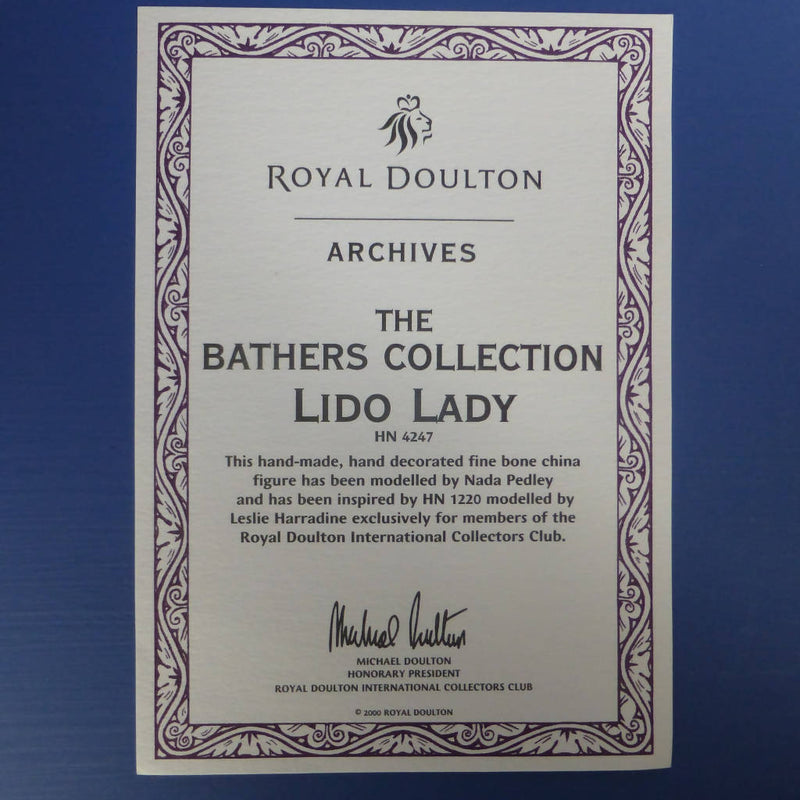 ROYAL DOULTON
ARCHIVES
THE
BATHERS COLLECTION
LIDO LADY
HN 4247
This hand-made, hand decorated fine bone china
figure has been modelled by Nada Pedley
and has been inspired by HN 1220 modelled by
Leslie Harradine exclusively for members of the
Royal Doulton International Collectors Club.
Michael Doulton
MICHAEL DOULTON
HONORARY PRESIDENT
ROYAL DOULTON INTERNATIONAL COLLECTORS CLUB
© 2000 ROYAL DOULTON